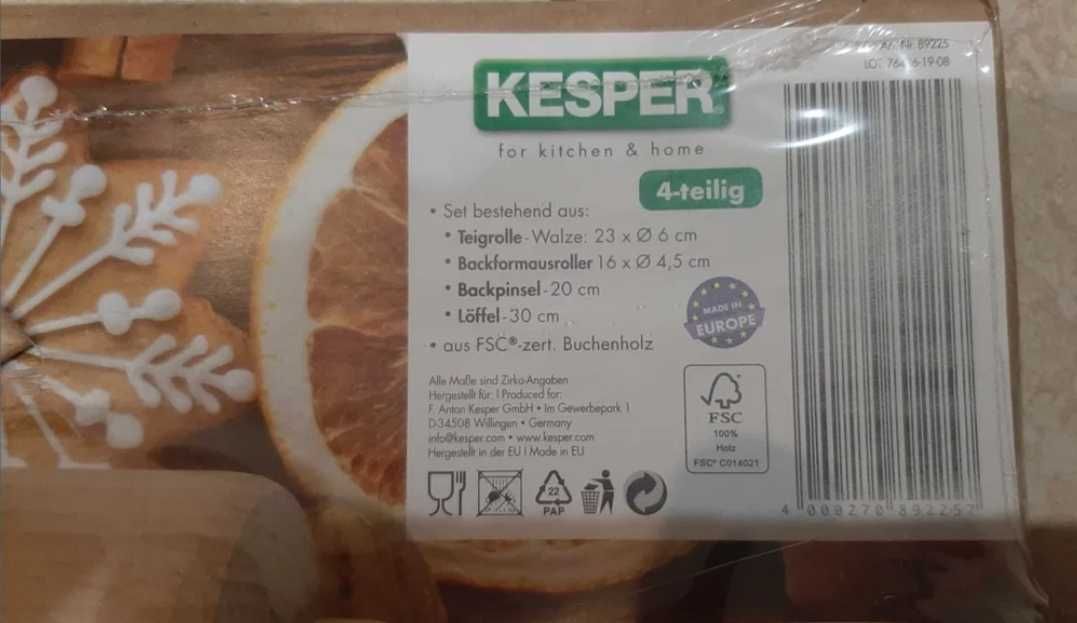 Art. Nr. 89225
KESPER
for kitchen & home
4-teilig
• Set bestehend aus:
• Teigrolle - Walze: 23 x Ø 6 cm
• Backformausroller 16 x Ø 4,5 cm
• Backpinsel - 20 cm
• Löffel - 30 cm
• aus FSC®-zert. Buchenholz
MADE IN
EUROPE
Alle Maße sind Zirka-Angaben
Hergestellt für: I Produced for:
F. Anton Kesper GmbH • Im Gewerbepark 1
D-34508 Willingen • Germany
info@kesper.com • www.kesper.com
Hergestellt in der EU I Made in EU
FSC
100%
Holz
FSC® C014021
22
PAP
4 000270 892257